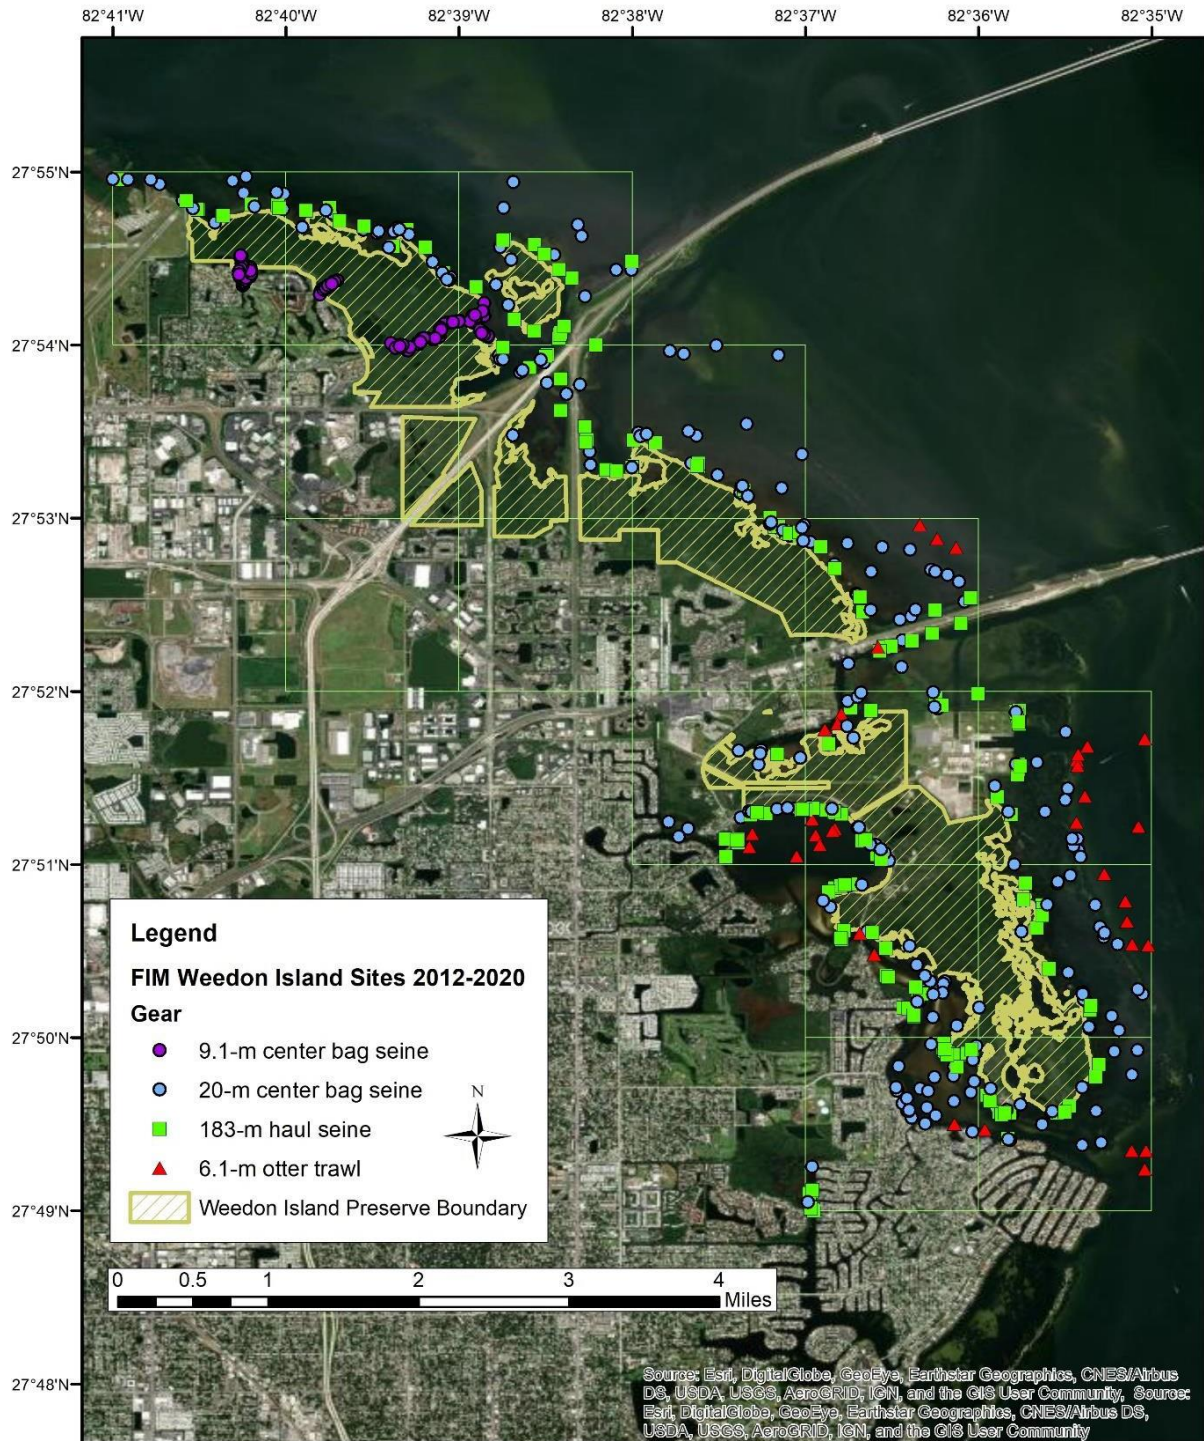 82°41'W 82°40'W 82°39'W 82°38'W 82°37'W 82°36'W 82°35'W
27°55'N
27°54'N
27°53'N
27°52'N
27°51'N
27°50'N
27°49'N
27°48'N
Legend
FIM Weedon Island Sites 2012-2020
Gear
9.1-m center bag seine
20-m center bag seine
183-m haul seine
6.1-m otter trawl
Weedon Island Preserve Boundary
N
0 0.5 1 2 3 4
Miles
Source: Esri, DigitalGlobe, GeoEye, Earthstar Geographics, CNES/Airbus
DS, USDA, USGS, AeroGRID, IGN, and the GIS User Community, Source:
Esri, DigitalGlobe, GeoEye, Earthstar Geographics, CNES/Airbus DS,
USDA, USGS, AeroGRID, IGN, and the GIS User Community